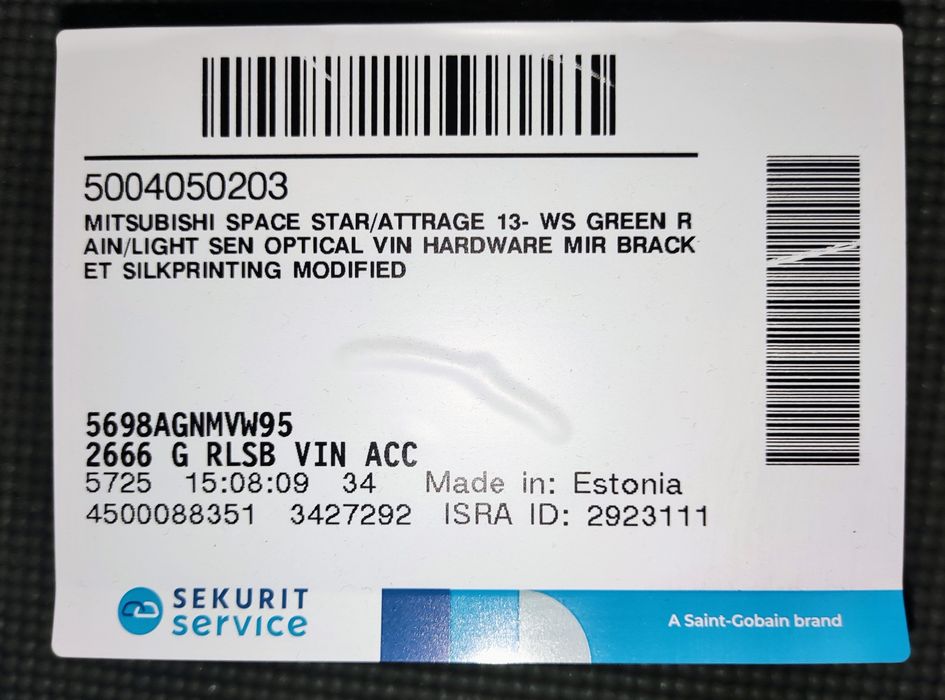 5004050203
MITSUBISHI SPACE STAR/ATTRAGE 13- WS GREEN R
AIN/LIGHT SEN OPTICAL VIN HARDWARE MIR BRACK
ET SILKPRINTING MODIFIED
5698AGNMVW95
2666 G RLSB VIN ACC
5725 15:08:09 34 Made in: Estonia
4500088351 3427292 ISRA ID: 2923111
SEKURIT
service
A Saint-Gobain brand